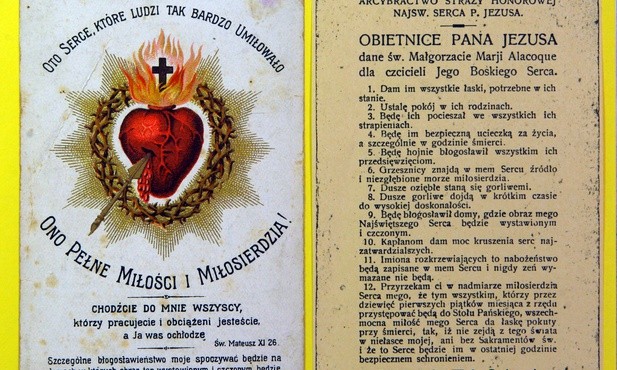 OTO SERCE, KTÓRE LUDZI TAK BARDZO UMIŁOWAŁO
ONO PEŁNE MIŁOŚCI I MIŁOSIERDZIA!
CHODŹCIE DO MNIE WSZYSCY,
którzy pracujecie i obciążeni jesteście,
a Ja was ochłodzę
Św. Mateusz XI 26.
Szczególne błogosławieństwo moje spoczywać będzie na
ARCYBRACTWO STRAŻY HONOROWEJ
NAJSW. SERCA P. JEZUSA.
OBIETNICE PANA JEZUSA
dane św. Małgorzacie Marji Alacoque
dla czcicieli Jego Boskiego Serca.
1. Dam im wszystkie łaski, potrzebne w ich
stanie.
2. Ustalę pokój w ich rodzinach.
3. Będę ich pocieszał we wszystkich ich
strapieniach.
4. Będę im bezpieczną ucieczką za życia,
a szczególnie w godzinie śmierci.
5. Będę hojnie błogosławił wszystkim ich
przedsięwzięciom.
6. Grzesznicy znajdą w mem Sercu źródło
i niezgłębione morze miłosierdzia.
7. Dusze oziębłe staną się gorliwemi.
8. Dusze gorliwe dojdą w krótkim czasie
do wysokiej doskonałości.
9. Będę błogosławił domy, gdzie obraz mego
Najświętszego Serca będzie wystawionym
i czczonym.
10. Kapłanom dam moc kruszenia serc naj-
zatwardzialszych.
11. Imiona rozkrzewiających to nabożeństwo
będą zapisane w mem Sercu i nigdy zeń wy-
mazane nie będą.
12. Przyrzekam ci w nadmiarze miłosierdzia
Serca mego, że tym wszystkim, którzy przez
dziewięć pierwszych piątków miesiąca z rzędu
przystępować będą do Stołu Pańskiego, wszech-
mocna miłość mego Serca da łaskę pokuty
przy śmierci, tak, iż nie zejdą z tego świata
w niełasce mojej, ani bez Sakramentów św.
i że to Serce będzie im w ostatniej godzinie
bezpiecznem schronieniem.